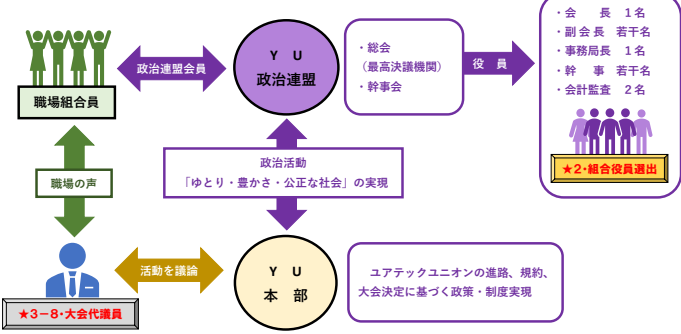 職場組合員
政治連盟会員
Y U
政治連盟
・総会
（最高決議機関）
・幹事会
役 員
・会 長 1名
・副会長 若干名
・事務局長 1名
・幹 事 若干名
・会計監査 2名
★2・組合役員選出
職場の声
政治活動
「ゆとり・豊かさ・公正な社会」の実現
★3－8・大会代議員
活動を議論
Y U
本 部
ユアテックユニオンの進路、規約、
大会決定に基づく政策・制度実現